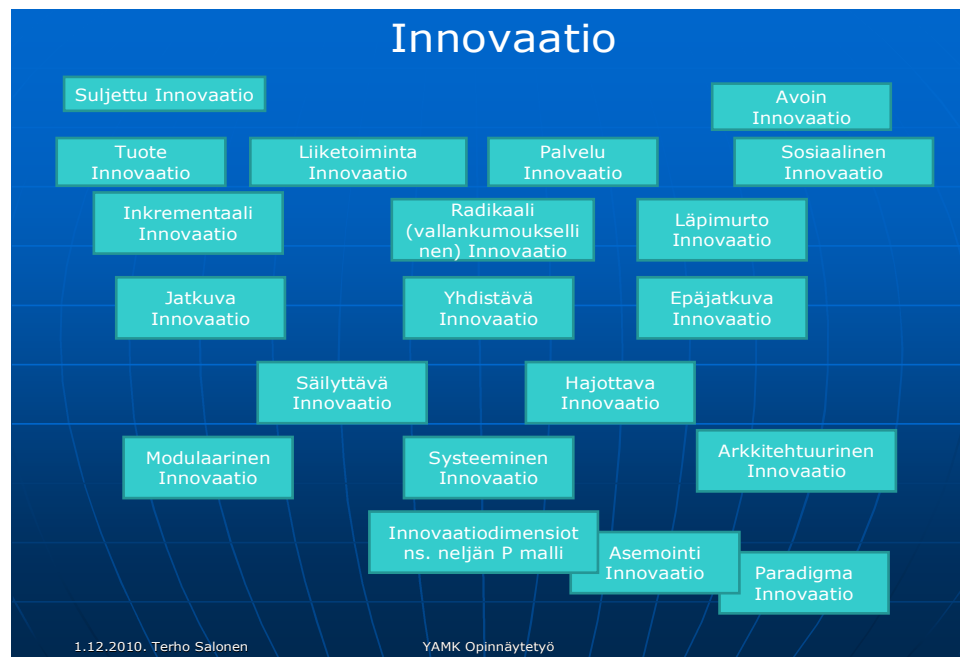 Innovaatio
Suljettu Innovaatio
Avoin
Innovaatio
Tuote
Innovaatio
Liiketoiminta
Innovaatio
Palvelu
Innovaatio
Sosiaalinen
Innovaatio
Inkrementaali
Innovaatio
Radikaali
(vallankumoukselli
nen) Innovaatio
Läpimurto
Innovaatio
Jatkuva
Innovaatio
Yhdistävä
Innovaatio
Epäjatkuva
Innovaatio
Säilyttävä
Innovaatio
Hajottava
Innovaatio
Modulaarinen
Innovaatio
Systeeminen
Innovaatio
Arkkitehtuurinen
Innovaatio
Innovaatiodimensiot
ns. neljän P malli
Asemointi
Innovaatio
Paradigma
Innovaatio
1.12.2010. Terho Salonen
YAMK Opinnäytetyö